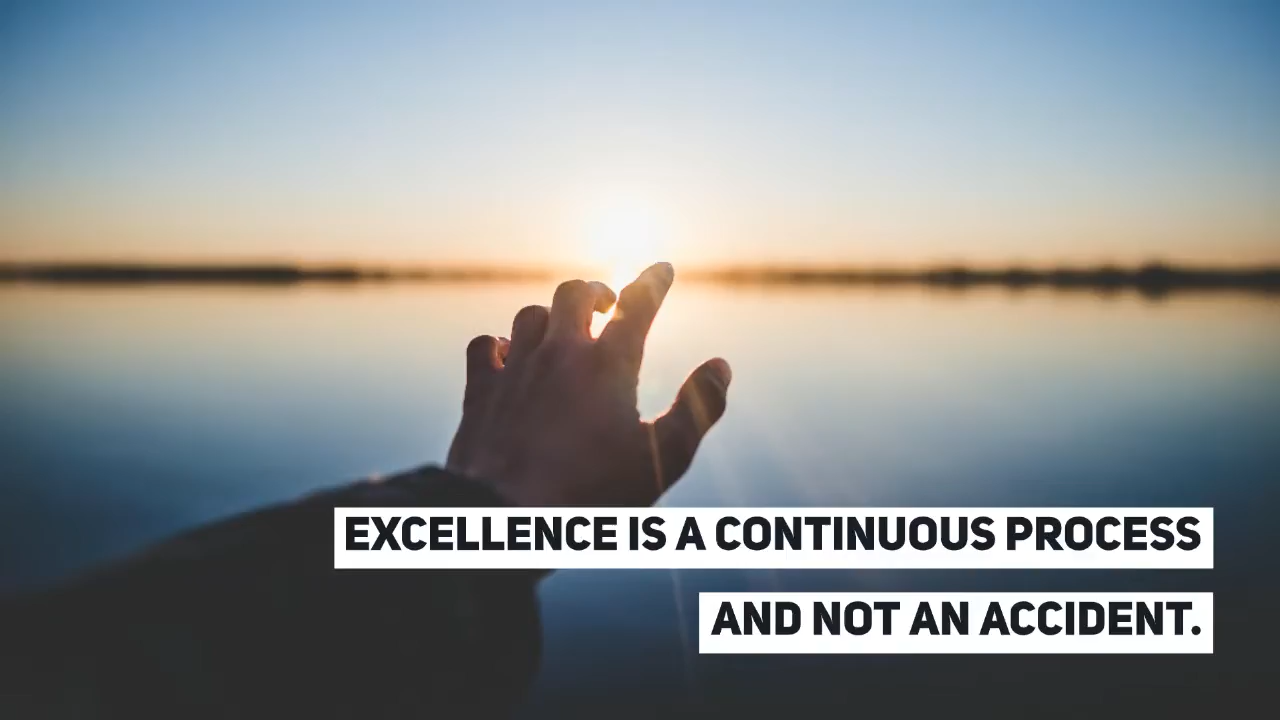 EXCELLENCE IS A CONTINUOUS PROCESS
AND NOT AN ACCIDENT.